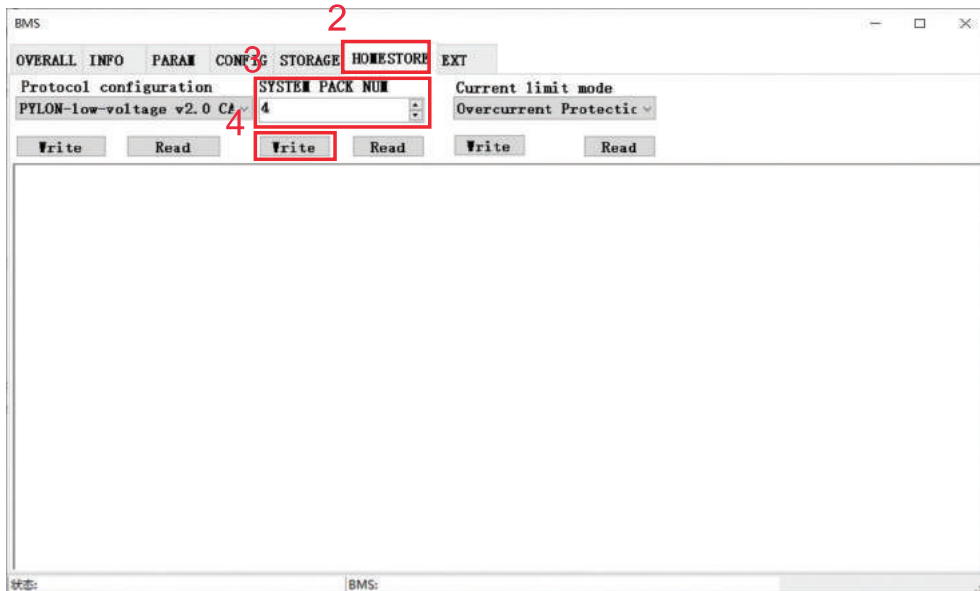 BMS
2
OVERALL INFO PARAM CONFIG STORAGE HOMESTORE EXT
3
Protocol configuration SYSTEM PACK NUM Current limit mode
PYLON-low-voltage v2.0 CA 4 Overcurrent Protectic
4
Write Read Write Read Write Read
状态: BMS: